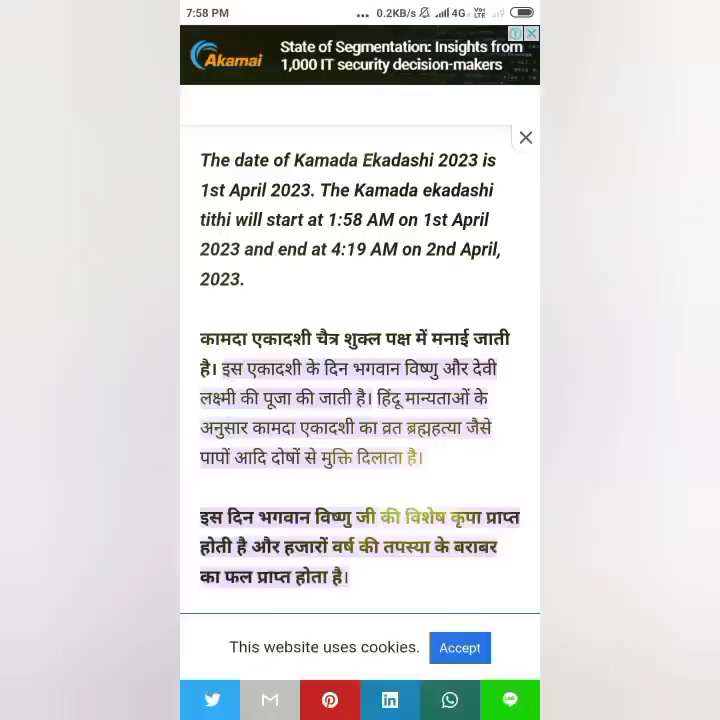 7:58 PM
... 0.2KB/s 4G Vo LTE
Akamai
State of Segmentation: Insights from
1,000 IT security decision-makers
The date of Kamada Ekadashi 2023 is
1st April 2023. The Kamada ekadashi
tithi will start at 1:58 AM on 1st April
2023 and end at 4:19 AM on 2nd April,
2023.
कामदा एकादशी चैत्र शुक्ल पक्ष में मनाई जाती
है। इस एकादशी के दिन भगवान विष्णु और देवी
लक्ष्मी की पूजा की जाती है। हिंदू मान्यताओं के
अनुसार कामदा एकादशी का व्रत ब्रह्महत्या जैसे
पापों आदि दोषों से मुक्ति दिलाता है।
इस दिन भगवान विष्णु जी की विशेष कृपा प्राप्त
होती है और हजारों वर्ष की तपस्या के बराबर
का फल प्राप्त होता है।
This website uses cookies.
Accept